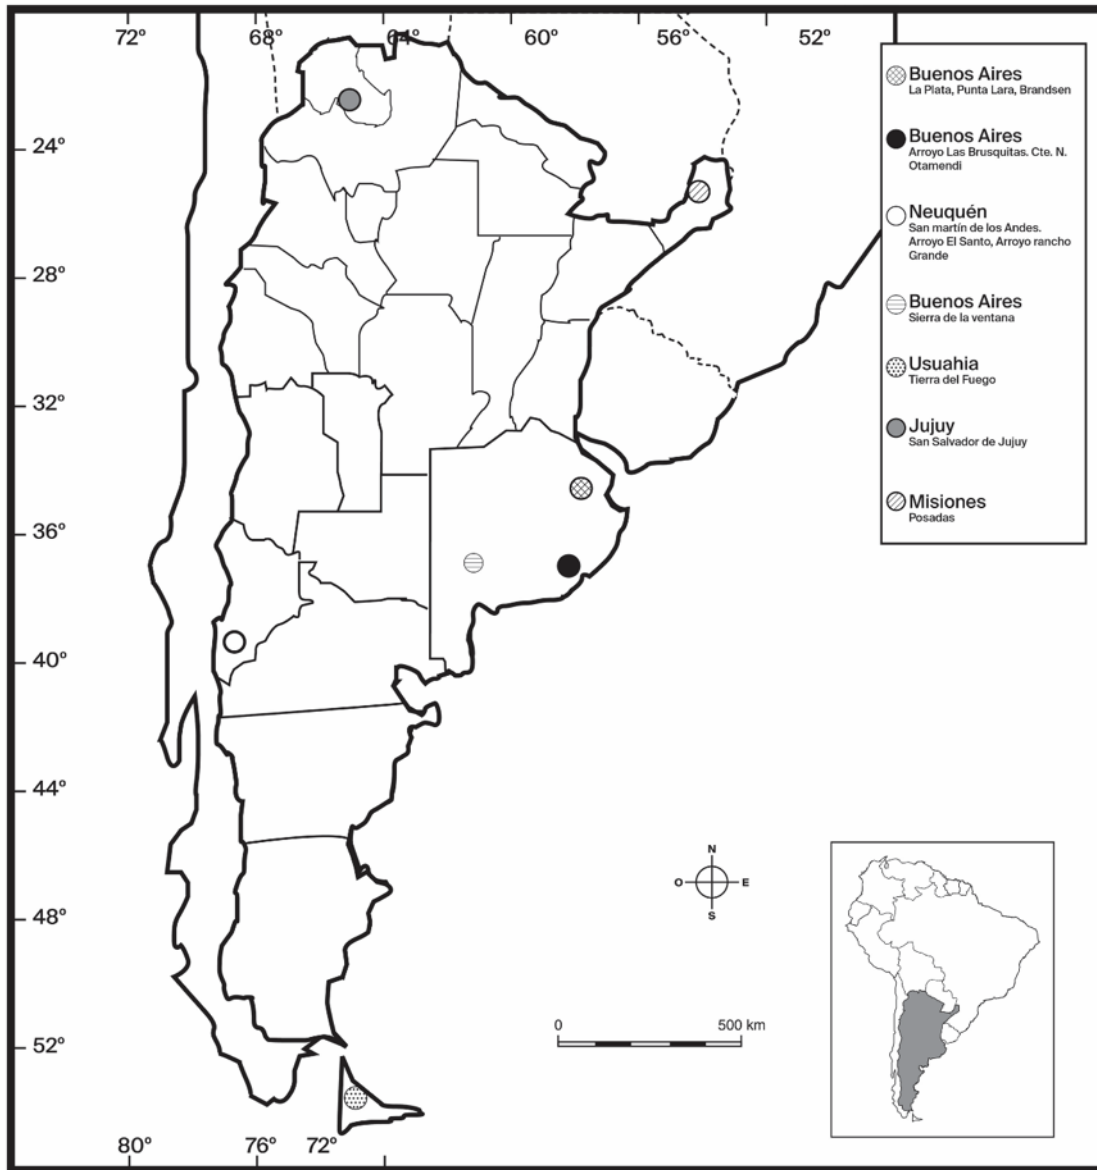 72º 68º 64º 60º 56º 52º
24º
28º
32º
36º
40º
44º
48º
52º
80º 76º 72º
Buenos Aires
La Plata, Punta Lara, Brandsen
Buenos Aires
Arroyo Las Brusquitas. Cte. N.
Otamendi
Neuquén
San martín de los Andes.
Arroyo El Santo, Arroyo rancho
Grande
Buenos Aires
Sierra de la ventana
Usuahia
Tierra del Fuego
Jujuy
San Salvador de Jujuy
Misiones
Posadas
N
O E
S
0 500 km